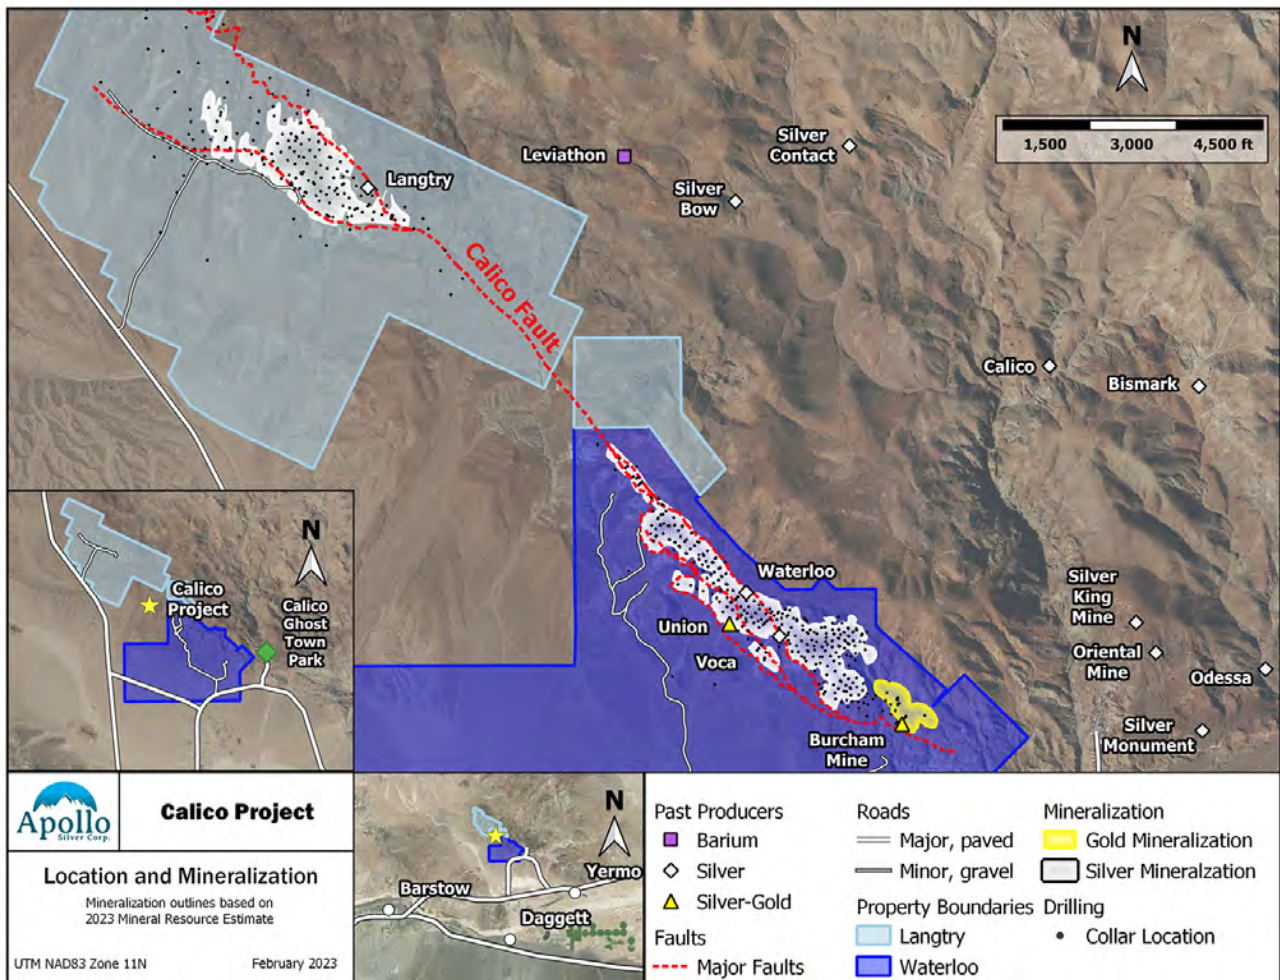 N
1,500 3,000 4,500 ft
Silver
Contact
Leviathon
Silver
Bow
Langtry
Calico Fault
Calico
Bismark
Waterloo
Union
Voca
Burcham
Mine
Silver
King
Mine
Oriental
Mine
Odessa
Silver
Monument
N
Calico
Project
Calico
Ghost
Town
Park
Apollo
Silver Corp.
Calico Project
Location and Mineralization
Mineralization outlines based on
2023 Mineral Resource Estimate
UTM NAD83 Zone 11N February 2023
N
Yermo
Barstow
Daggett
Past Producers
Barium
Silver
Silver-Gold
Faults
Major Faults
Roads
Major, paved
Minor, gravel
Property Boundaries
Langtry
Waterloo
Mineralization
Gold Mineralization
Silver Mineralzation
Drilling
Collar Location